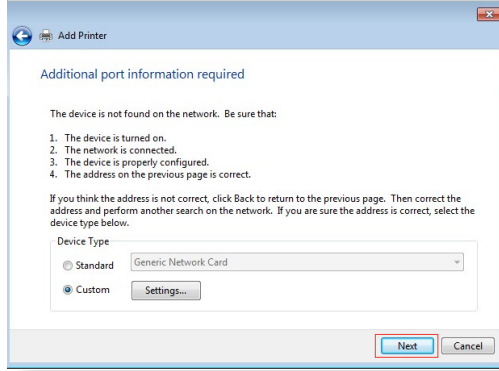 Add Printer
Additional port information required
The device is not found on the network. Be sure that:
1. The device is turned on.
2. The network is connected.
3. The device is properly configured.
4. The address on the previous page is correct.
If you think the address is not correct, click Back to return to the previous page. Then correct the
address and perform another search on the network. If you are sure the address is correct, select the
device type below.
Device Type
Standard Generic Network Card
Custom Settings...
Next Cancel